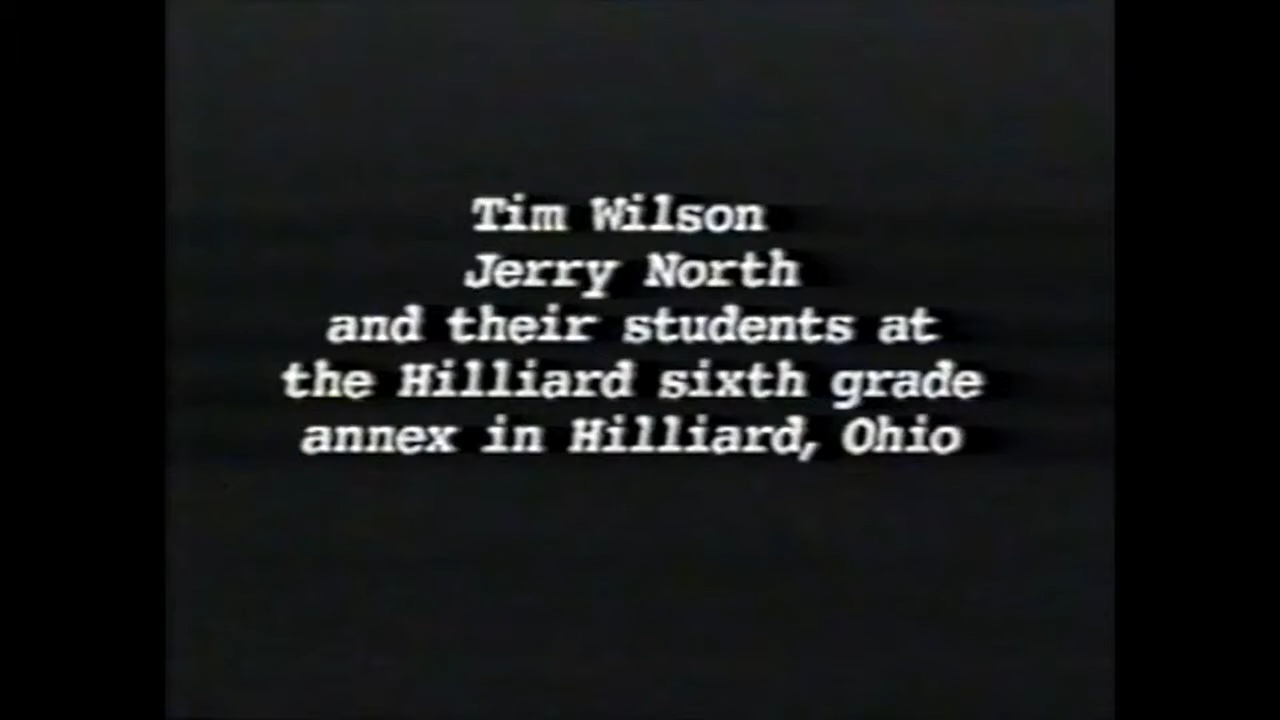 Tim Wilson
Jerry North
and their students at
the Hilliard sixth grade
annex in Hilliard, Ohio